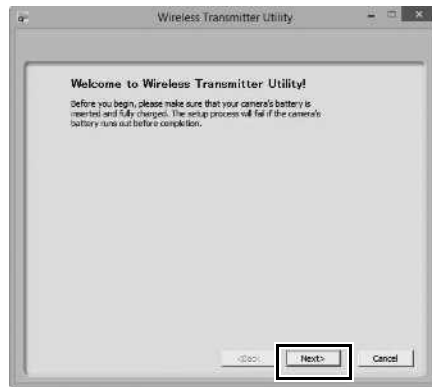 Wireless Transmitter Utility
Welcome to Wireless Transmitter Utility!
Before you begin, please make sure that your camera's battery is
inserted and fully charged. The setup process will fail if the camera's
battery runs out before completion.
<Back
Next>
Cancel